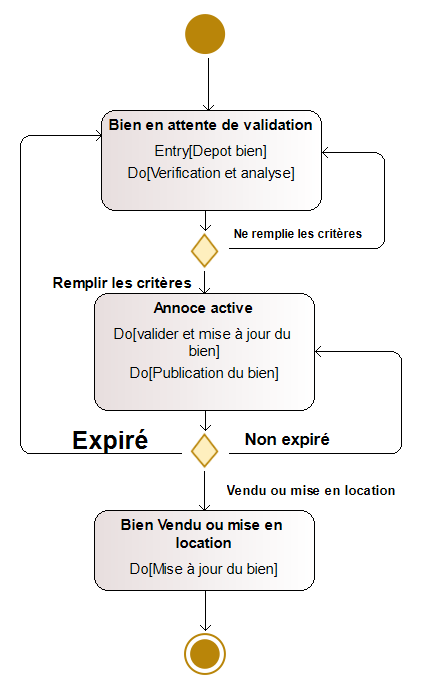 Bien en attente de validation
Entry[Depot bien]
Do[Verification et analyse]
Ne remplie les critères
Remplir les critères
Annoce active
Do[valider et mise à jour du
bien]
Do[Publication du bien]
Expiré
Non expiré
Vendu ou mise en location
Bien Vendu ou mise en
location
Do[Mise à jour du bien]